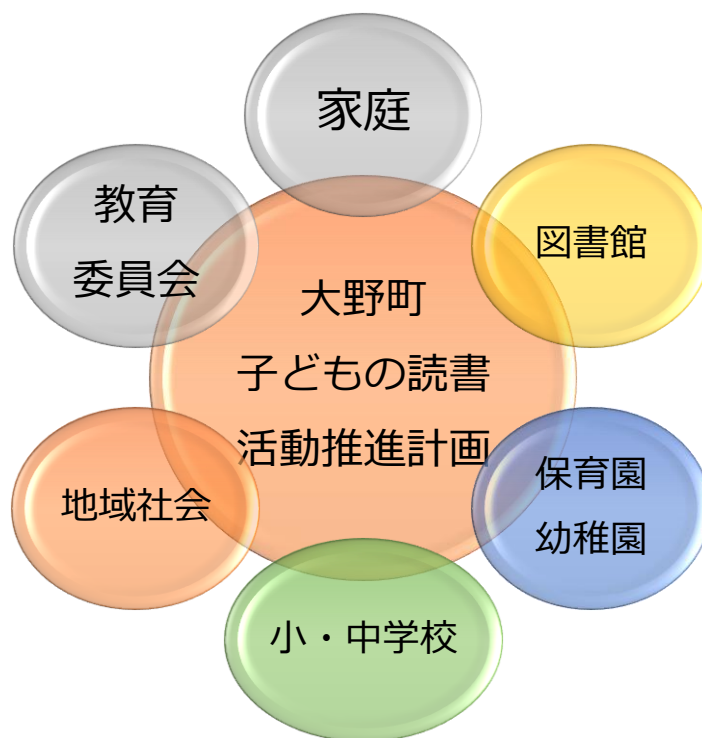 家庭
教育
委員会
図書館
大野町
子どもの読書
活動推進計画
地域社会
保育園
幼稚園
小・中学校